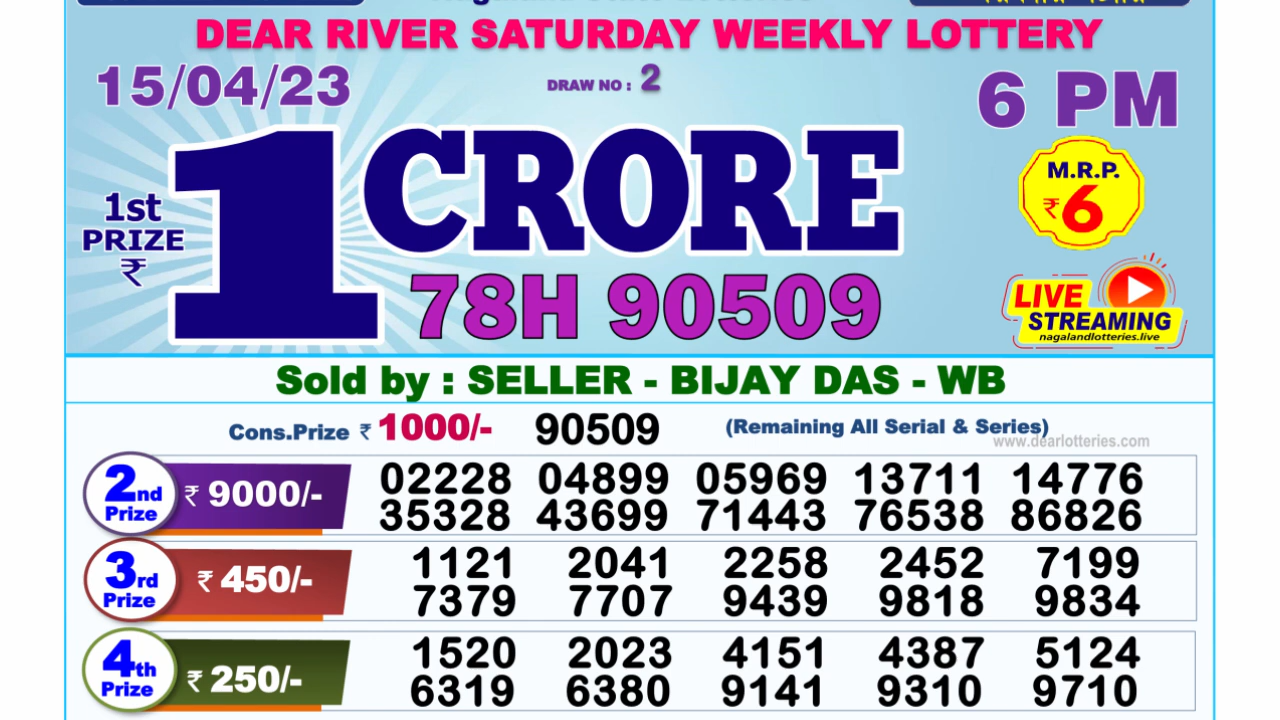 DEAR RIVER SATURDAY WEEKLY LOTTERY
15/04/23
DRAW NO : 2
6 PM
1st
PRIZE
₹
1 CRORE
78H 90509
M.R.P.
₹6
LIVE
STREAMING
nagalandlotteries.live
Sold by : SELLER - BIJAY DAS - WB
Cons.Prize ₹ 1000/- 90509 (Remaining All Serial & Series)
www.dearlotteries.com
2nd Prize ₹ 9000/-
02228 04899 05969 13711 14776
35328 43699 71443 76538 86826
3rd Prize ₹ 450/-
1121 2041 2258 2452 7199
7379 7707 9439 9818 9834
4th Prize ₹ 250/-
1520 2023 4151 4387 5124
6319 6380 9141 9310 9710